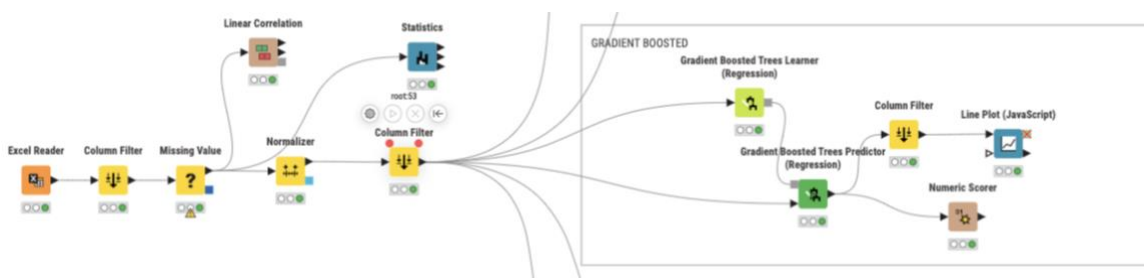 Linear Correlation
Statistics
GRADIENT BOOSTED
Gradient Boosted Trees Learner
(Regression)
root:53
Column Filter
Line Plot (JavaScript)
Excel Reader
Column Filter
Missing Value
Normalizer
Column Filter
Gradient Boosted Trees Predictor
(Regression)
Numeric Scorer